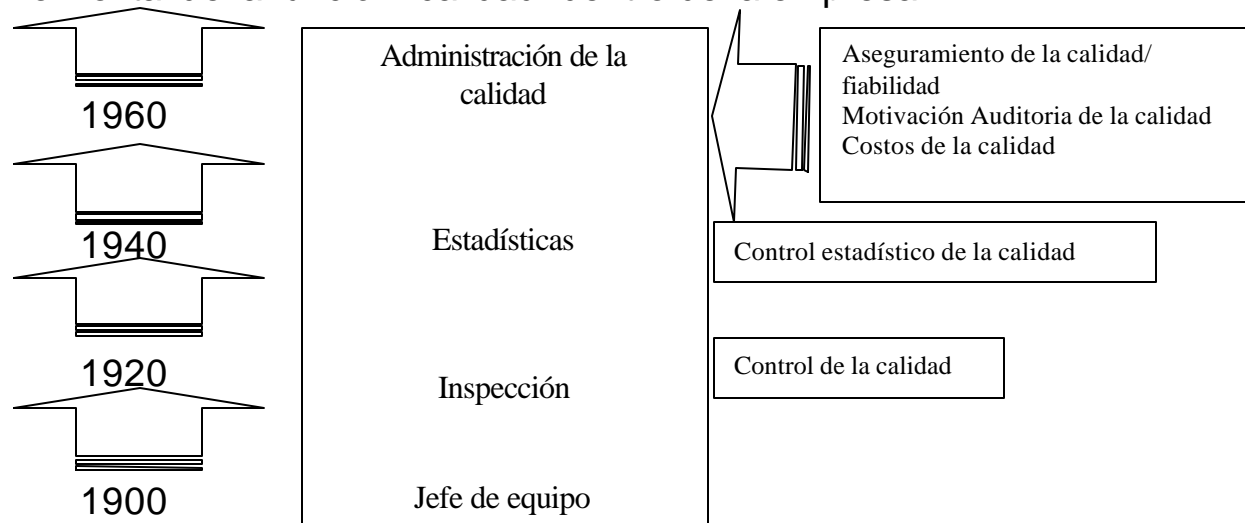 1960
1940
1920
1900
Administración de la
calidad
Estadísticas
Inspección
Jefe de equipo
Aseguramiento de la calidad/
fiabilidad
Motivación Auditoria de la calidad
Costos de la calidad
Control estadístico de la calidad
Control de la calidad